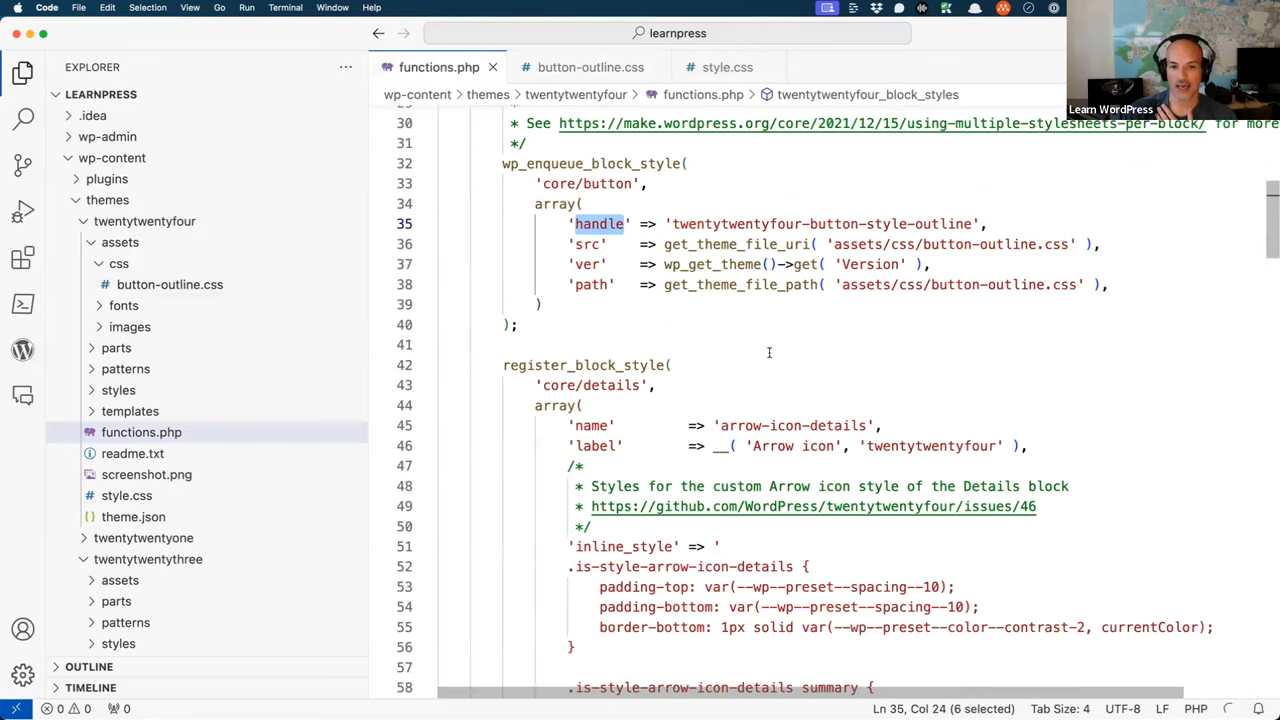 Code File Edit Selection View Go Run Terminal Window Help
learnpress
EXPLORER
functions.php
button-outline.css
style.css
LEARNPRESS
wp-content > themes > twentytwentyfour > functions.php > twentytwentyfour_block_styles
Learn WordPress
.idea
wp-admin
wp-content
plugins
themes
twentytwentyfour
assets
css
button-outline.css
fonts
images
parts
patterns
styles
templates
functions.php
readme.txt
screenshot.png
style.css
theme.json
twentytwentyone
twentytwentythree
assets
parts
patterns
styles
OUTLINE
TIMELINE
30 * See https://make.wordpress.org/core/2021/12/15/using-multiple-stylesheets-per-block/ for more
31 */
32 wp_enqueue_block_style(
33 'core/button',
34 array(
35 'handle' => 'twentytwentyfour-button-style-outline',
36 'src' => get_theme_file_uri( 'assets/css/button-outline.css' ),
37 'ver' => wp_get_theme()->get( 'Version' ),
38 'path' => get_theme_file_path( 'assets/css/button-outline.css' ),
39 )
40 );
41
42 register_block_style(
43 'core/details',
44 array(
45 'name' => 'arrow-icon-details',
46 'label' => __( 'Arrow icon', 'twentytwentyfour' ),
47 /*
48 * Styles for the custom Arrow icon style of the Details block
49 * https://github.com/WordPress/twentytwentyfour/issues/46
50 */
51 'inline_style' => '
52 .is-style-arrow-icon-details {
53 padding-top: var(--wp--preset--spacing--10);
54 padding-bottom: var(--wp--preset--spacing--10);
55 border-bottom: 1px solid var(--wp--preset--color--contrast-2, currentColor);
56 }
57
58 .is-style-arrow-icon-details summary {
0 0 0
Ln 35, Col 24 (6 selected) Tab Size: 4 UTF-8 LF PHP